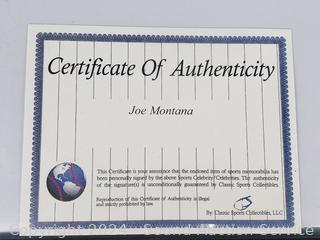 Certificate Of Authenticity
Joe Montana
This Certificate is your assurance that the enclosed item of sports memorabilia has
been personally signed by the above Sports Celebrity/Celebrities. The authenticity
of the signature(s) is unconditionally guaranteed by Classic Sports Collectibles.
Reproduction of this Certificate of Authenticity is illegal
and strictly prohibited by law.
By: Classic Sports Collectibles, LLC
Copyright 2024